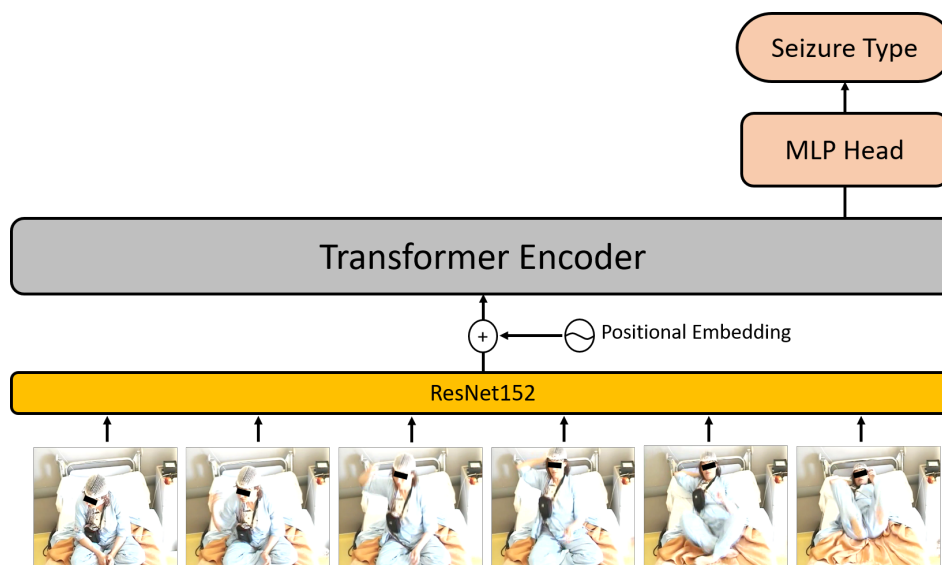 Seizure Type
MLP Head
Transformer Encoder
+
Positional Embedding
ResNet152